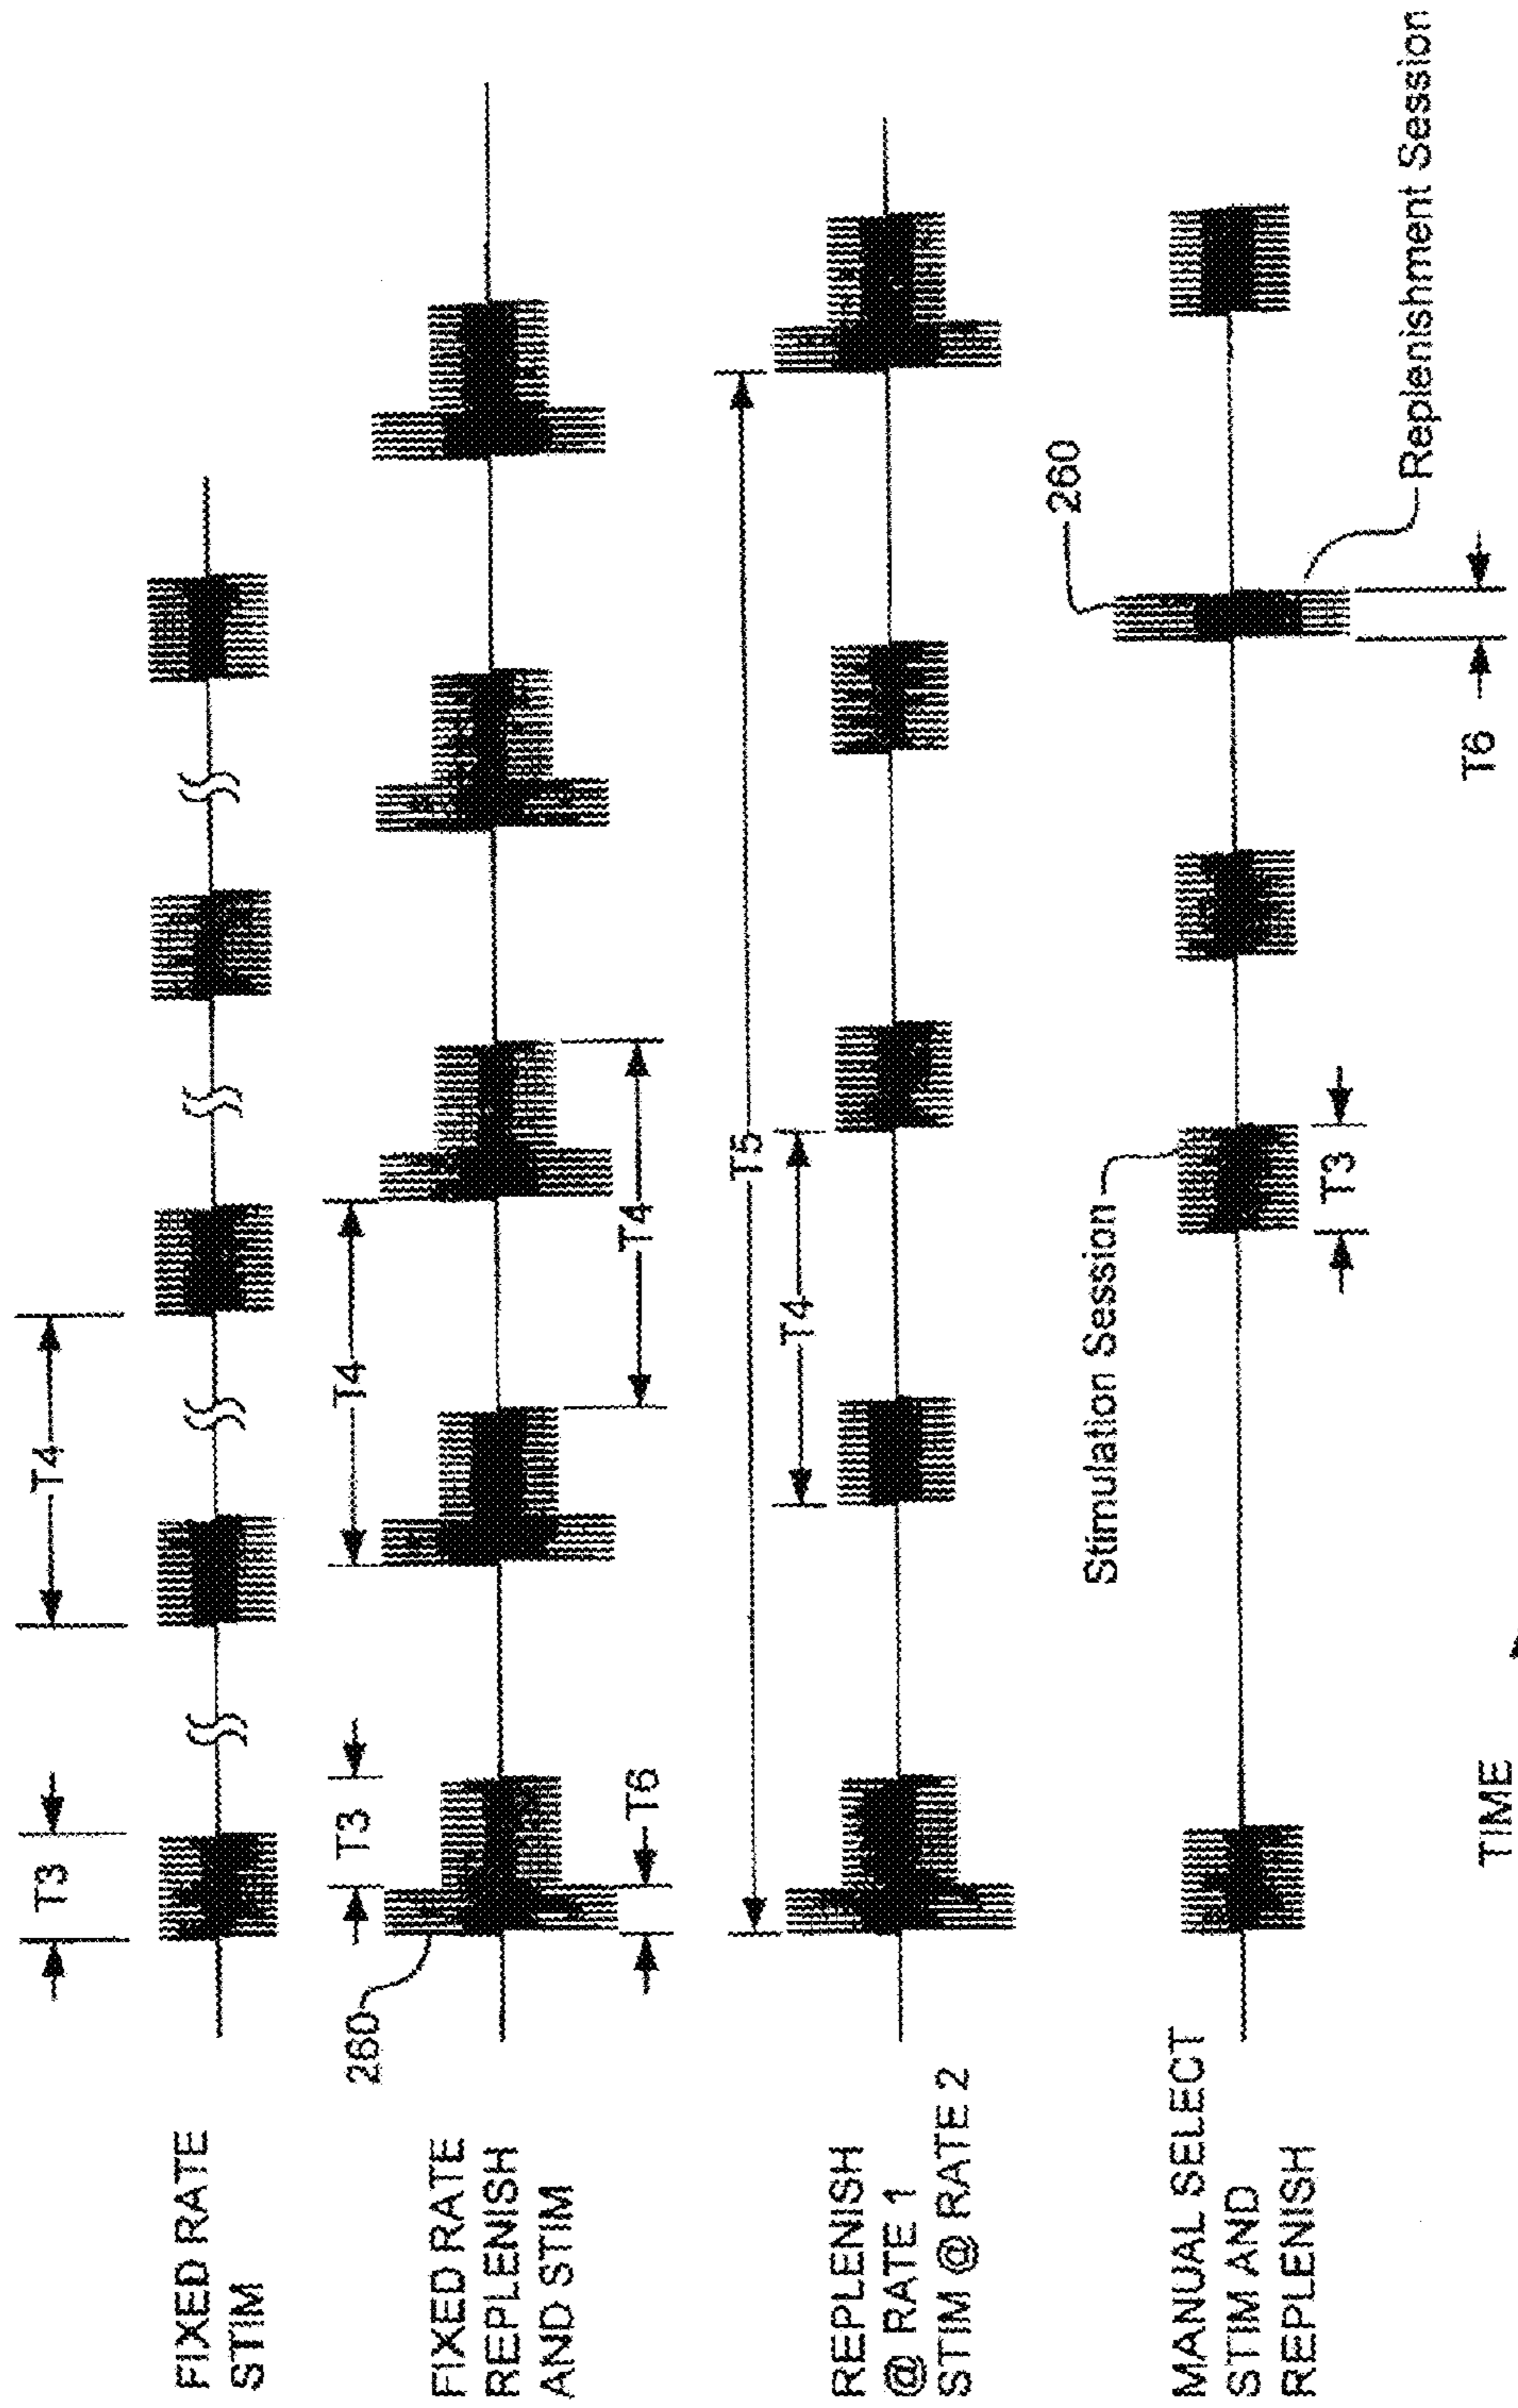 FIXED RATE
STIM
T3
T4
FIXED RATE
REPLENISH
AND STIM
260
T3
T6
T4
T4
REPLENISH
@ RATE 1
STIM @ RATE 2
T5
T4
MANUAL SELECT
STIM AND
REPLENISH
Stimulation Session
T3
260
T6
Replenishment Session
TIME